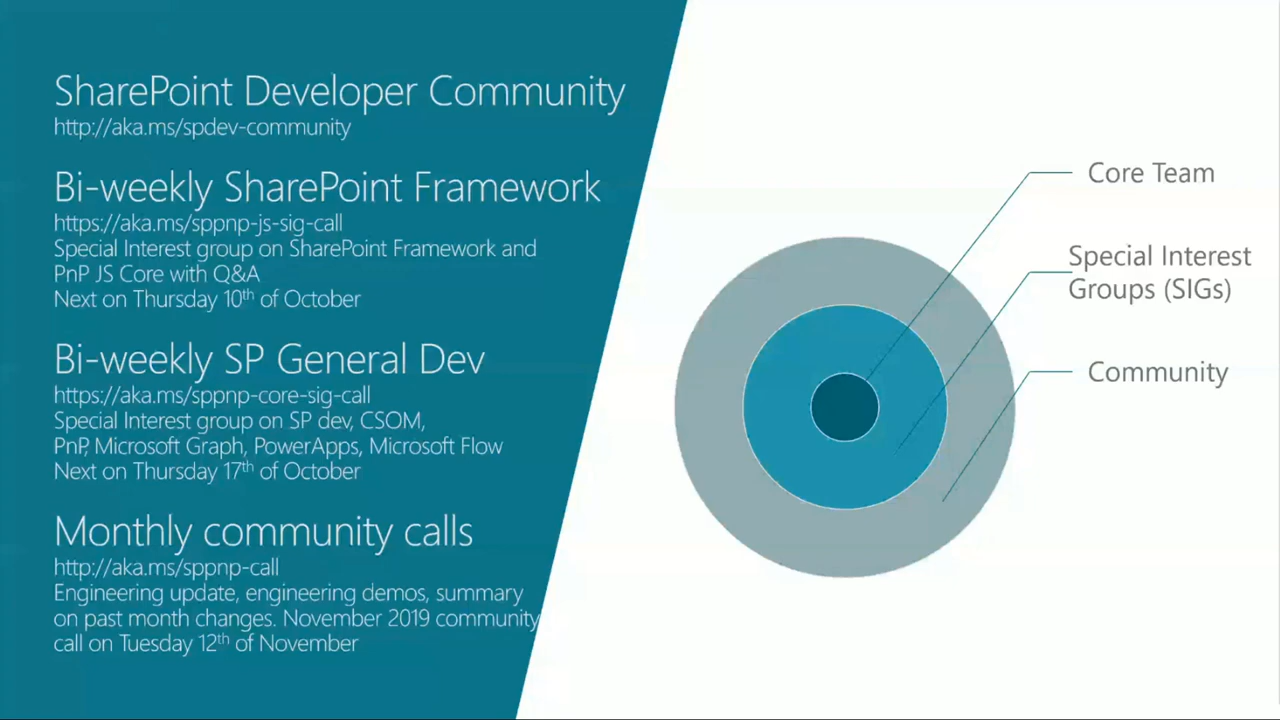 SharePoint Developer Community
http://aka.ms/spdev-community
Bi-weekly SharePoint Framework
https://aka.ms/sppnp-js-sig-call
Special Interest group on SharePoint Framework and
PnP JS Core with Q&A
Next on Thursday 10th of October
Bi-weekly SP General Dev
https://aka.ms/sppnp-core-sig-call
Special Interest group on SP dev, CSOM,
PnP, Microsoft Graph, PowerApps, Microsoft Flow
Next on Thursday 17th of October
Monthly community calls
http://aka.ms/sppnp-call
Engineering update, engineering demos, summary
on past month changes. November 2019 community
call on Tuesday 12th of November
Core Team
Special Interest
Groups (SIGs)
Community